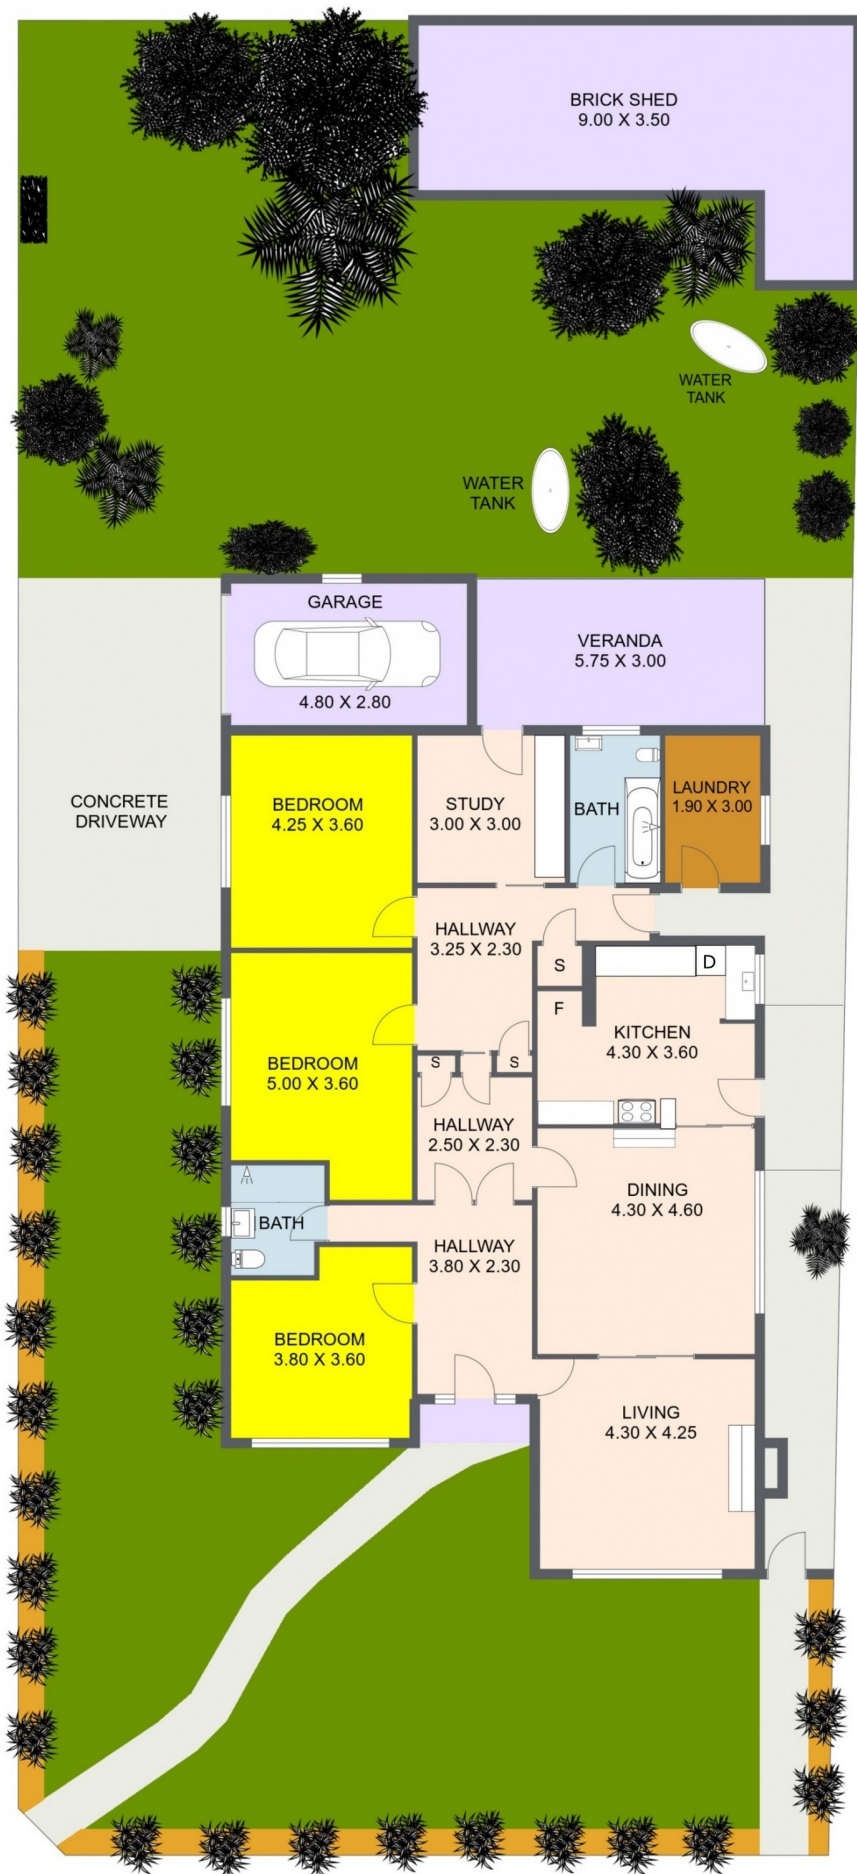 BRICK SHED
9.00 X 3.50
WATER
TANK
WATER
TANK
GARAGE
4.80 X 2.80
VERANDA
5.75 X 3.00
CONCRETE
DRIVEWAY
BEDROOM
4.25 X 3.60
STUDY
3.00 X 3.00
BATH
LAUNDRY
1.90 X 3.00
HALLWAY
3.25 X 2.30
S
D
F
KITCHEN
4.30 X 3.60
BEDROOM
5.00 X 3.60
S
S
HALLWAY
2.50 X 2.30
DINING
4.30 X 4.60
BATH
HALLWAY
3.80 X 2.30
BEDROOM
3.80 X 3.60
LIVING
4.30 X 4.25